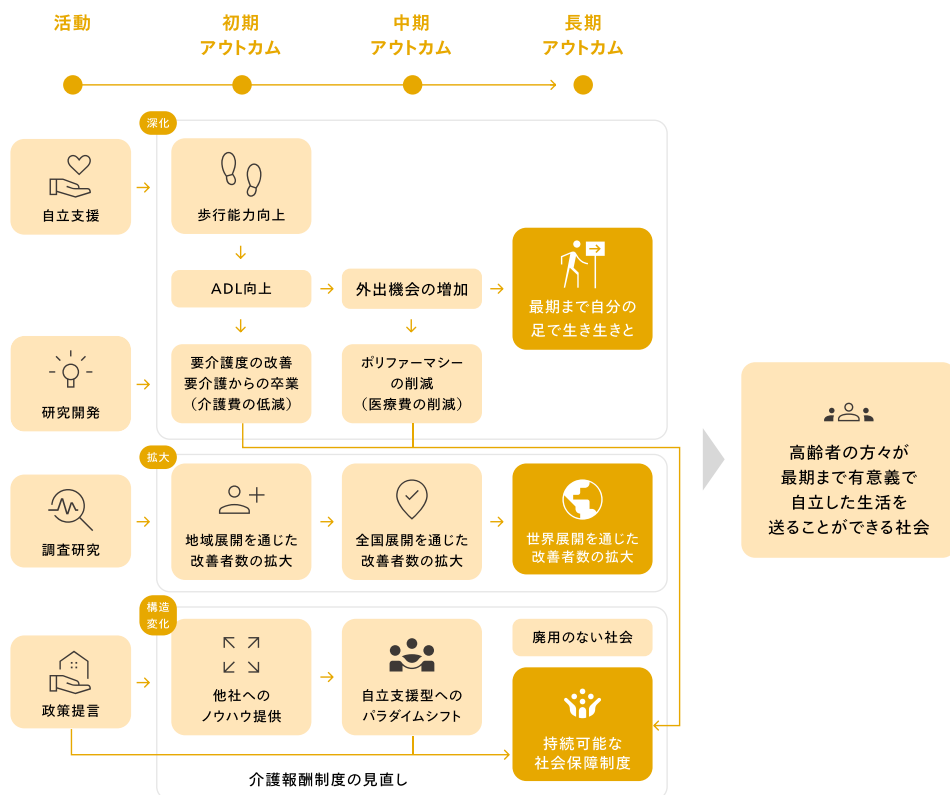 活動
初期
アウトカム
中期
アウトカム
長期
アウトカム
深化
自立支援
歩行能力向上
ADL向上
外出機会の増加
最期まで自分の
足で生き生きと
研究開発
要介護度の改善
要介護からの卒業
（介護費の低減）
ポリファーマシー
の削減
（医療費の削減）
拡大
調査研究
地域展開を通じた
改善者数の拡大
全国展開を通じた
改善者数の拡大
世界展開を通じた
改善者数の拡大
構造
変化
政策提言
他社への
ノウハウ提供
自立支援型への
パラダイムシフト
廃用のない社会
持続可能な
社会保障制度
介護報酬制度の見直し
高齢者の方々が
最期まで有意義で
自立した生活を
送ることができる社会